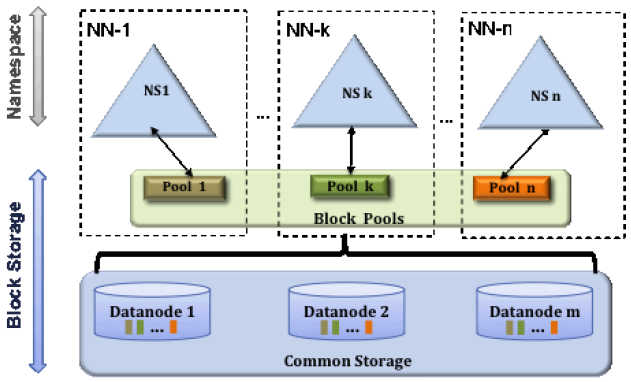 NN-1
NN-k
NN-n
Namespace
NS1
NS k
NS n
...
...
Pool 1
Pool k
Pool n
Block Pools
Block Storage
Datanode 1
Datanode 2
Datanode m
...
...
...
Common Storage